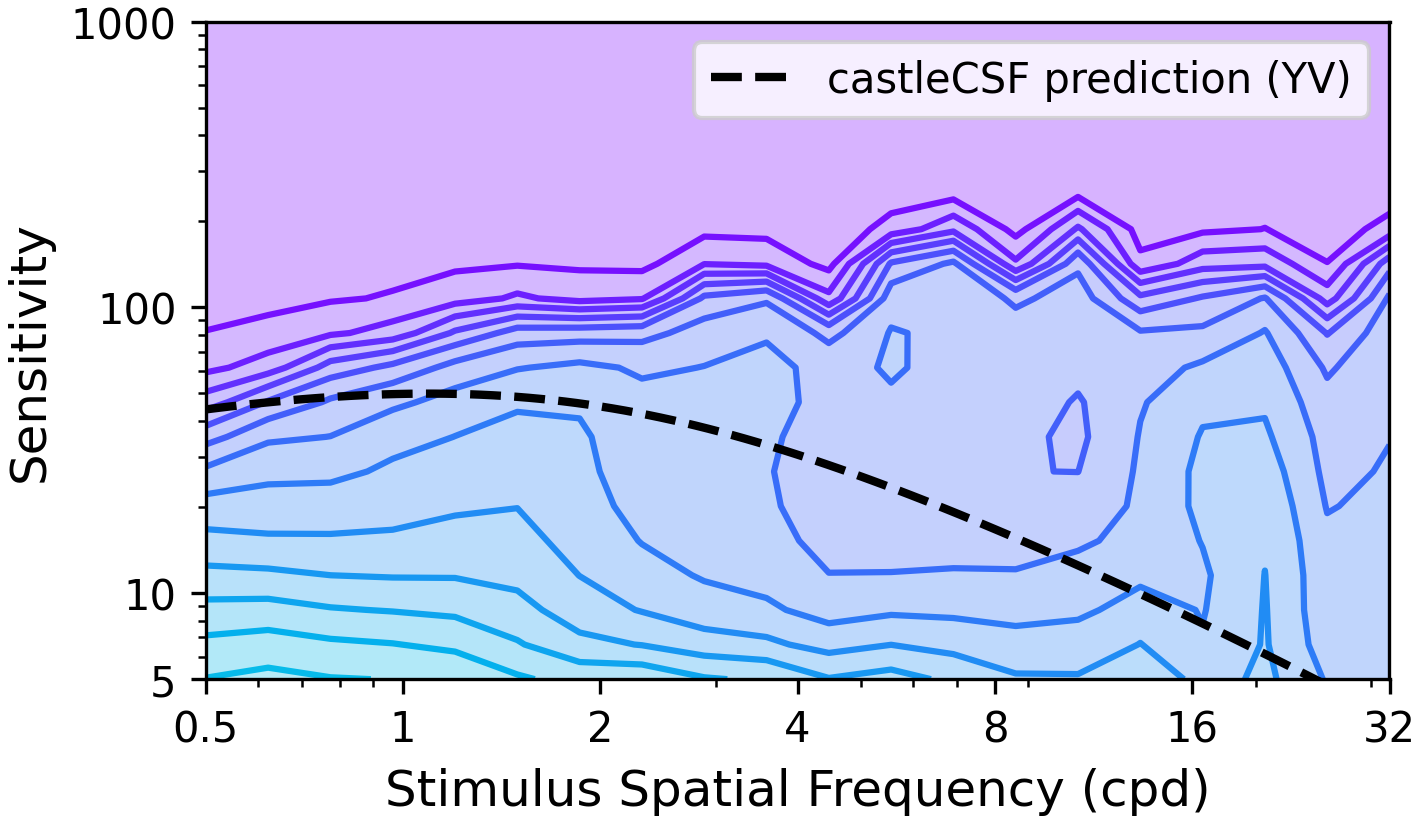 1000
100
10
5
Sensitivity
castleCSF prediction (YV)
0.5 1 2 4 8 16 32
Stimulus Spatial Frequency (cpd)